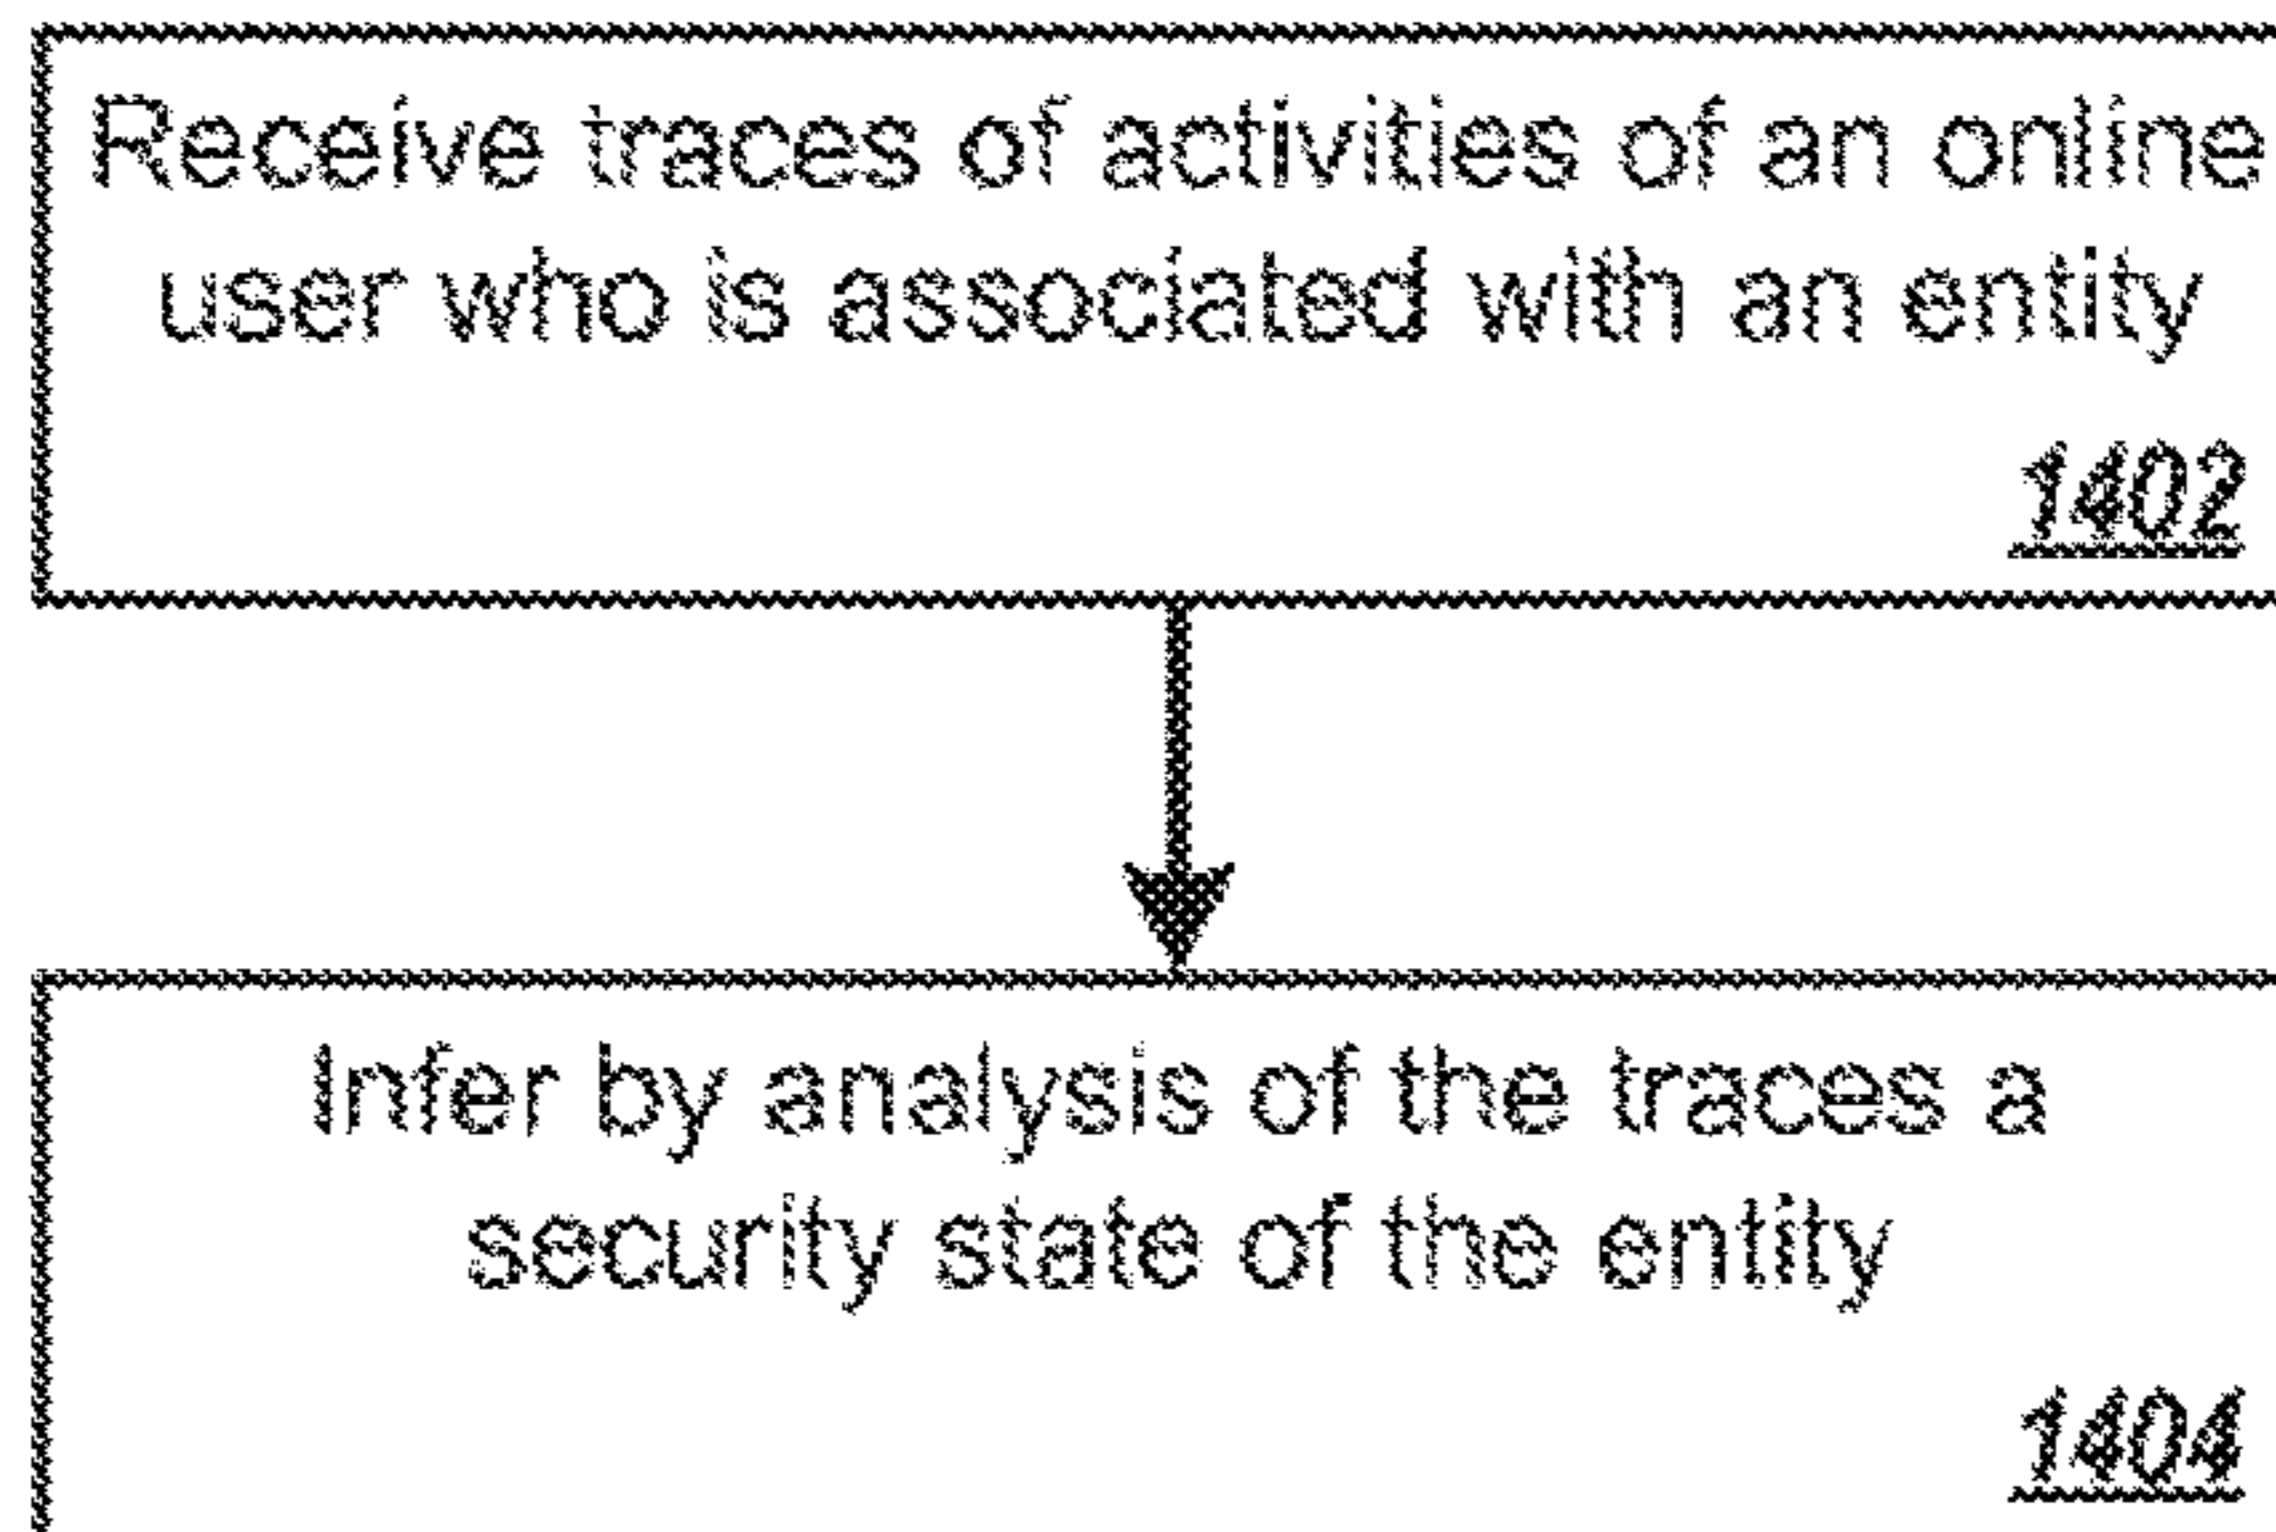 Receive traces of activities of an online
user who is associated with an entity
1402
Infer by analysis of the traces a
security state of the entity
1404